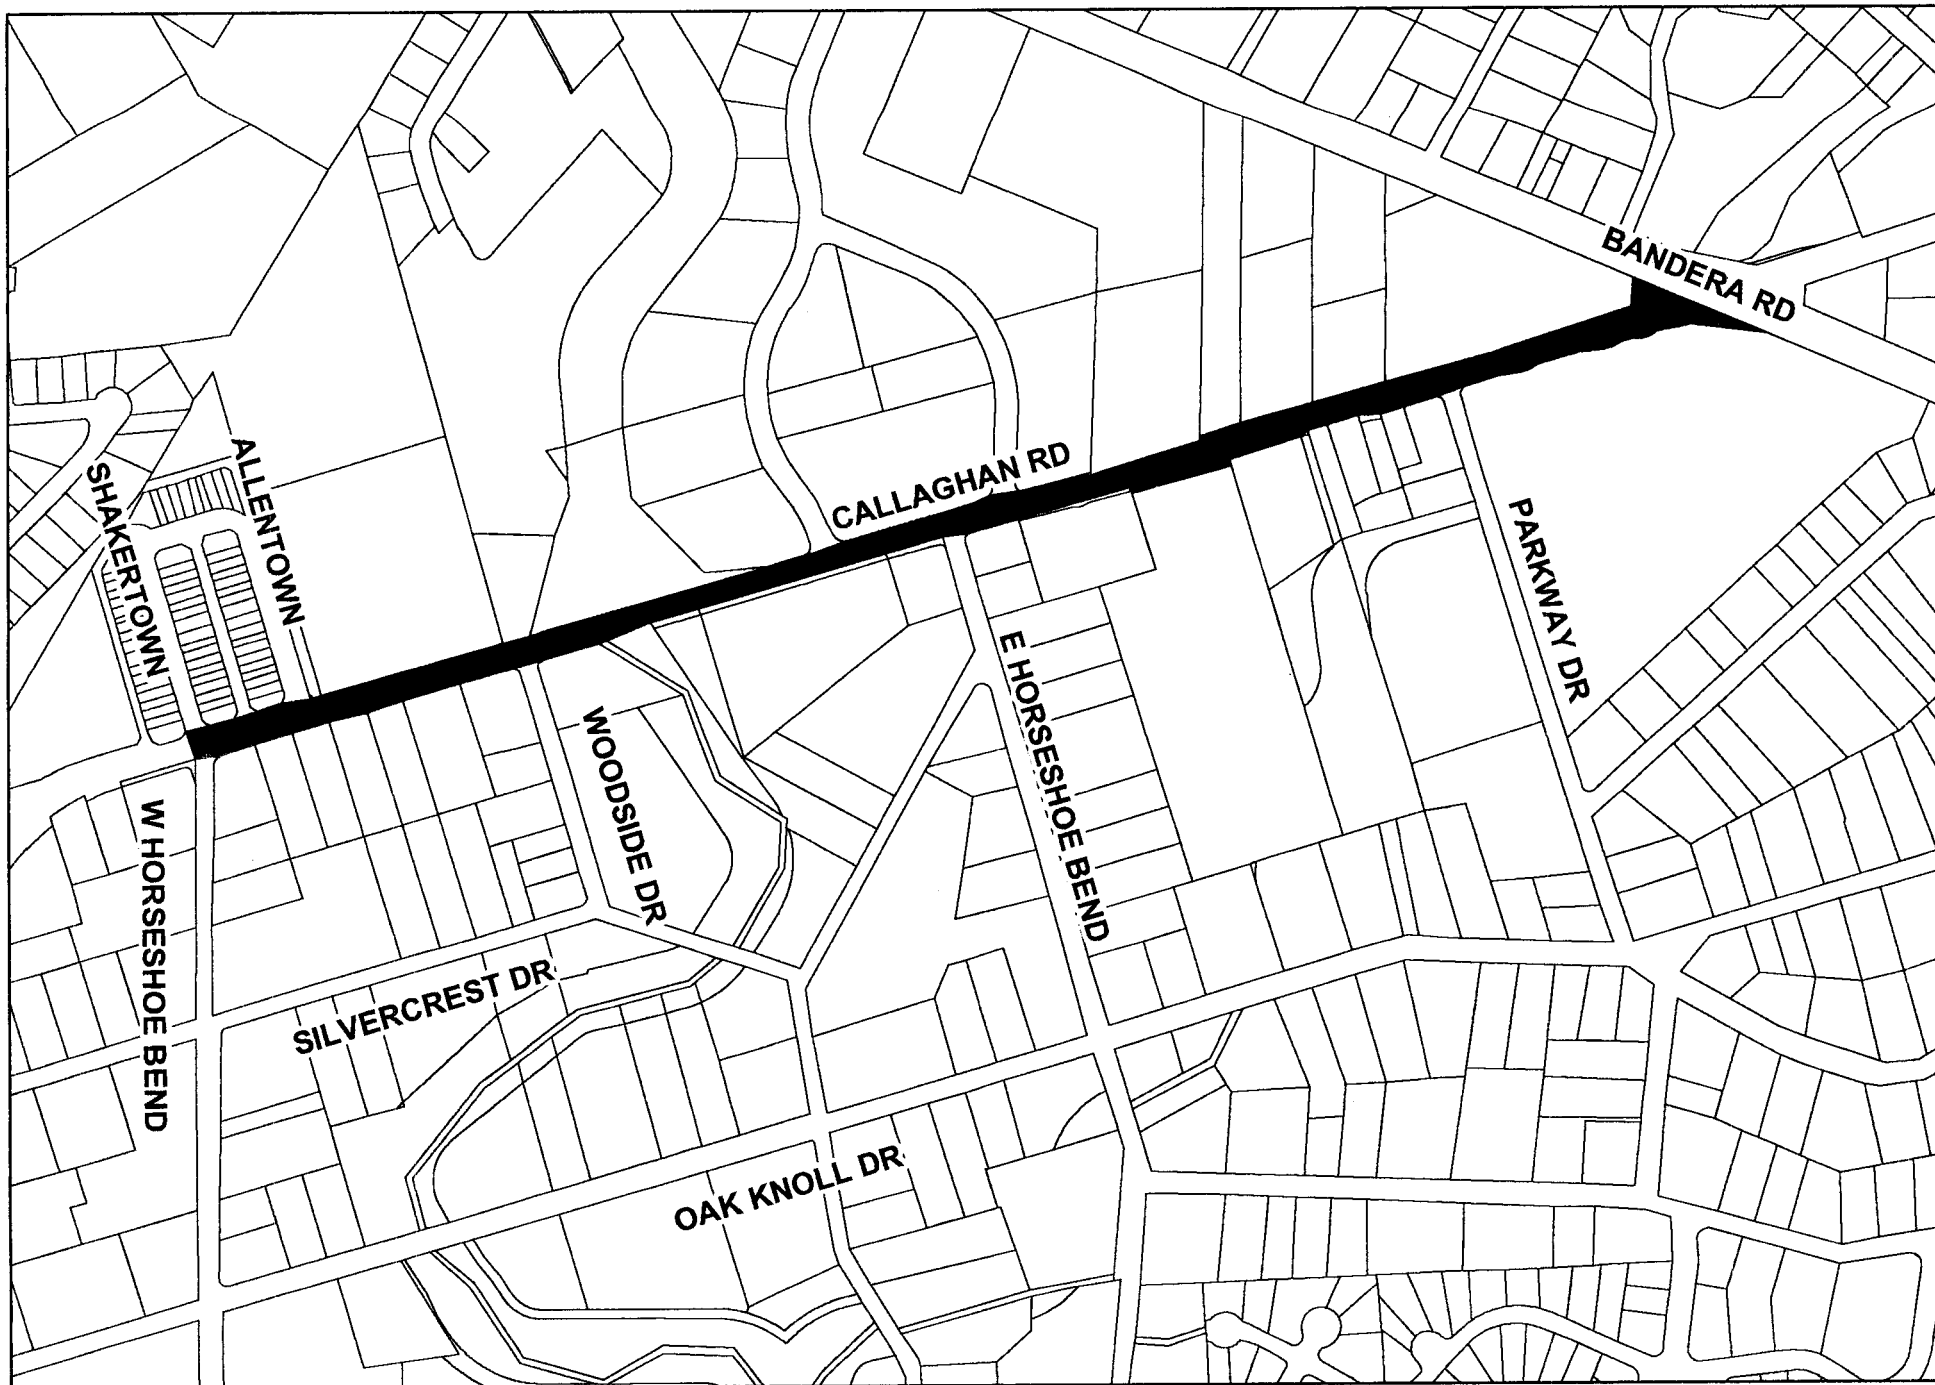 BANDERA RD
CALLAGHAN RD
ALLENTOWN
SHAKERTOWN
PARKWAY DR
E HORSESHOE BEND
WOODSIDE DR
W HORSESHOE BEND
SILVERCREST DR
OAK KNOLL DR